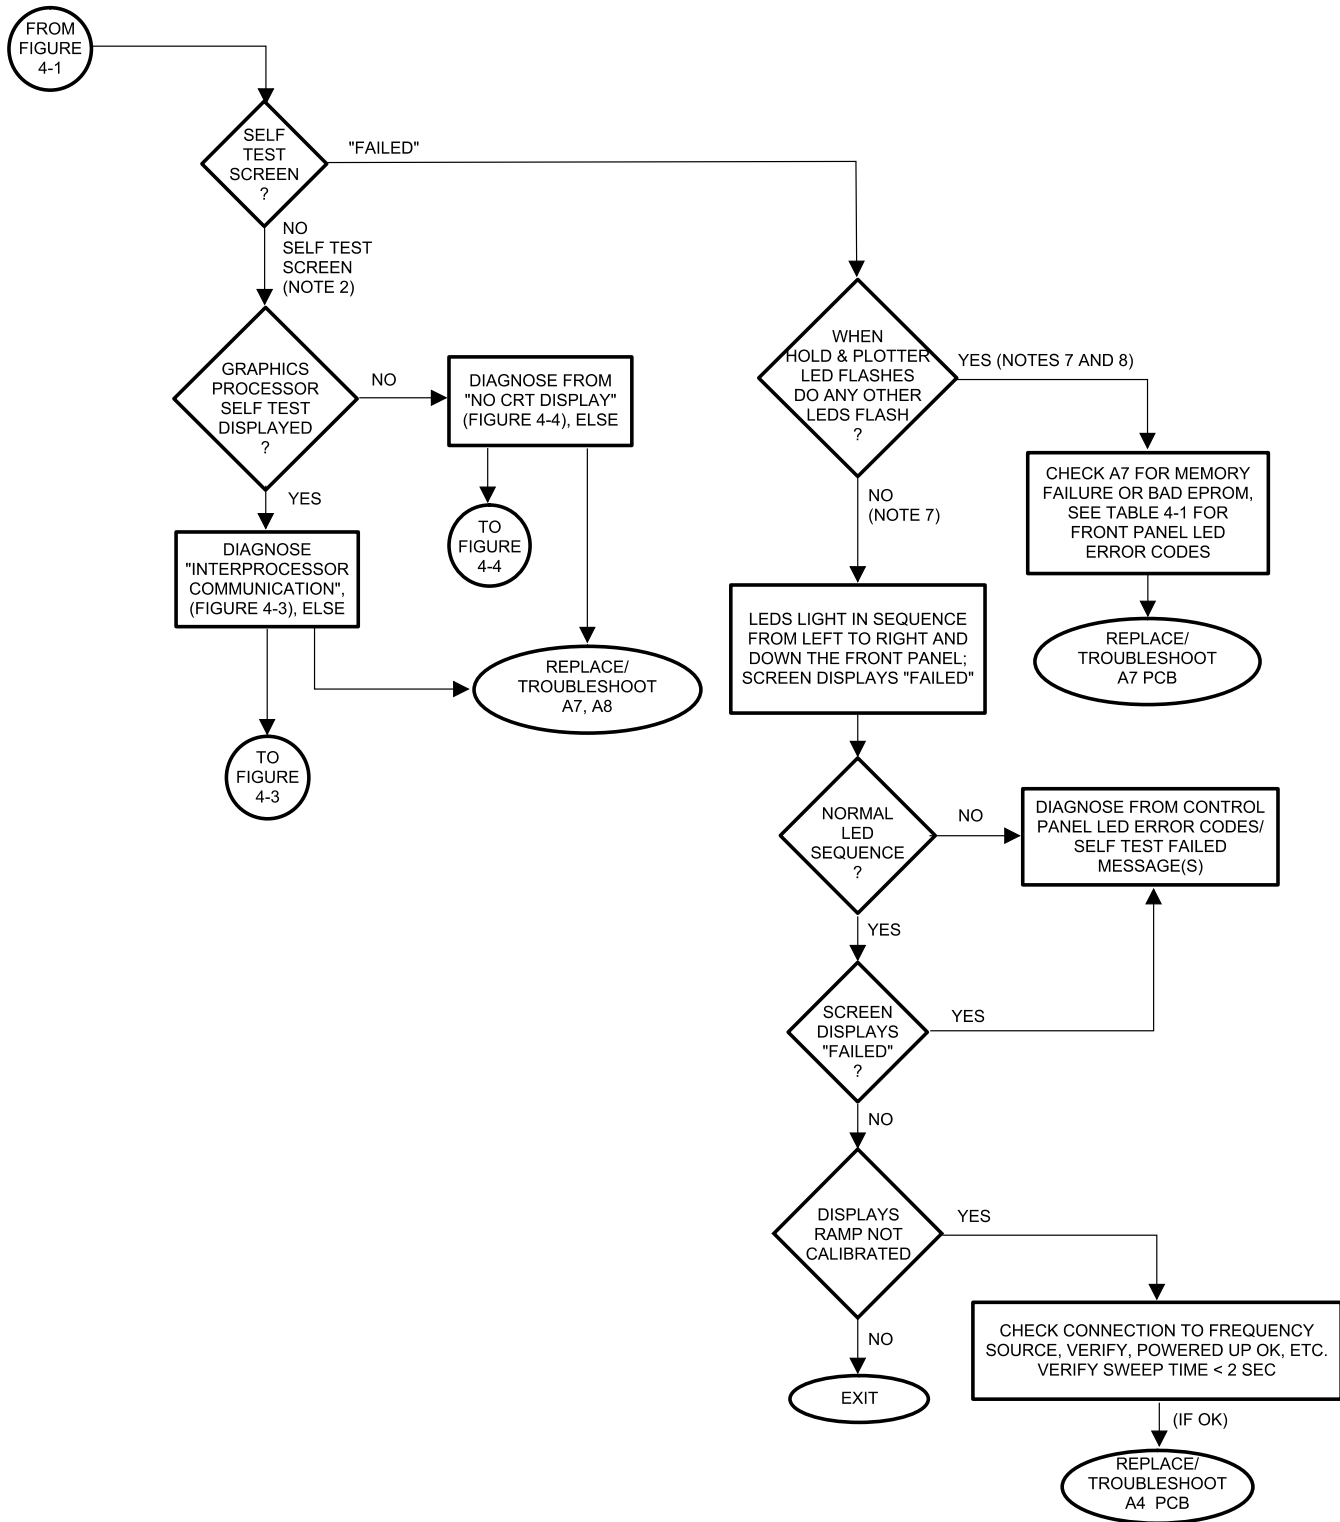 FROM
FIGURE
4-1
SELF
TEST
SCREEN
?
"FAILED"
NO
SELF TEST
SCREEN
(NOTE 2)
GRAPHICS
PROCESSOR
SELF TEST
DISPLAYED
?
NO
DIAGNOSE FROM
"NO CRT DISPLAY"
(FIGURE 4-4), ELSE
YES
TO
FIGURE
4-4
DIAGNOSE
"INTERPROCESSOR
COMMUNICATION",
(FIGURE 4-3), ELSE
REPLACE/
TROUBLESHOOT
A7, A8
TO
FIGURE
4-3
WHEN
HOLD & PLOTTER
LED FLASHES
DO ANY OTHER
LEDS FLASH
?
YES (NOTES 7 AND 8)
CHECK A7 FOR MEMORY
FAILURE OR BAD EPROM,
SEE TABLE 4-1 FOR
FRONT PANEL LED
ERROR CODES
REPLACE/
TROUBLESHOOT
A7 PCB
NO
(NOTE 7)
LEDS LIGHT IN SEQUENCE
FROM LEFT TO RIGHT AND
DOWN THE FRONT PANEL;
SCREEN DISPLAYS "FAILED"
NORMAL
LED
SEQUENCE
?
NO
DIAGNOSE FROM CONTROL
PANEL LED ERROR CODES/
SELF TEST FAILED
MESSAGE(S)
YES
SCREEN
DISPLAYS
"FAILED"
?
YES
NO
DISPLAYS
RAMP NOT
CALIBRATED
YES
CHECK CONNECTION TO FREQUENCY
SOURCE, VERIFY, POWERED UP OK, ETC.
VERIFY SWEEP TIME < 2 SEC
NO
EXIT
(IF OK)
REPLACE/
TROUBLESHOOT
A4 PCB